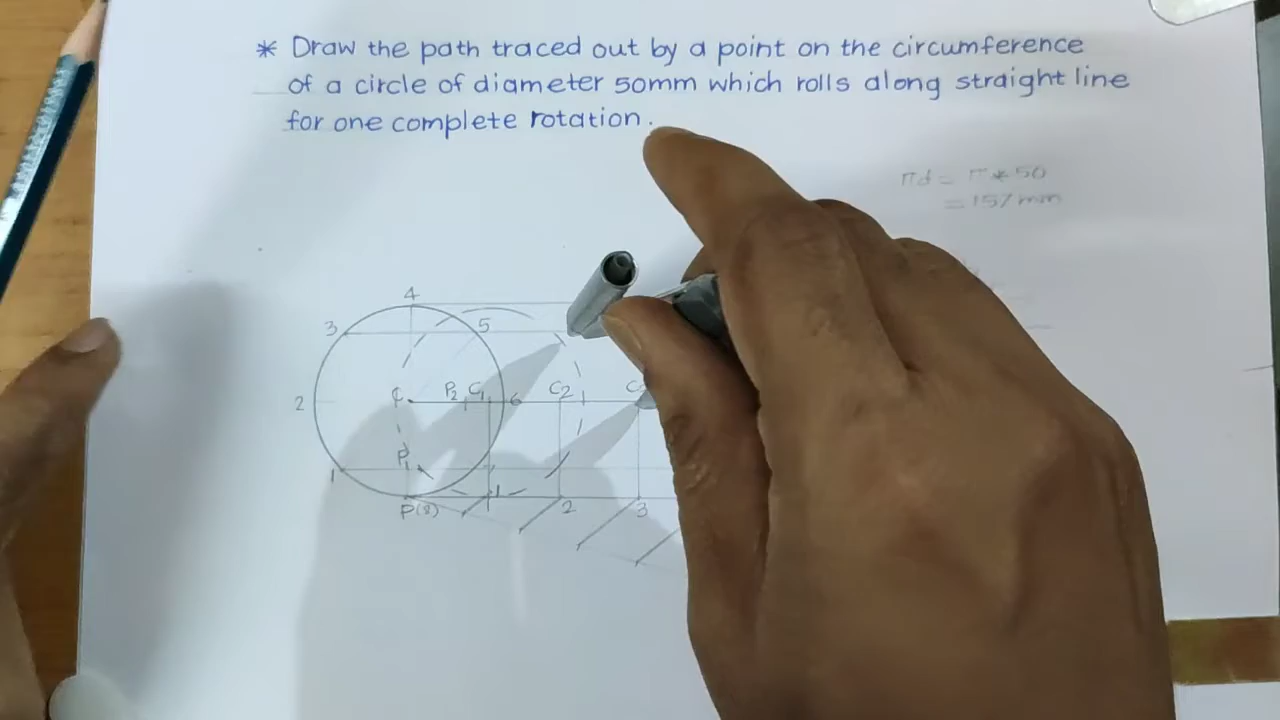 * Draw the path traced out by a point on the circumference
of a circle of diameter 50mm which rolls along straight line
for one complete rotation.
πd = π * 50
= 157mm
4
3 5
2 P2 C1 6 C2
P1
1
P(8) 1 2 3